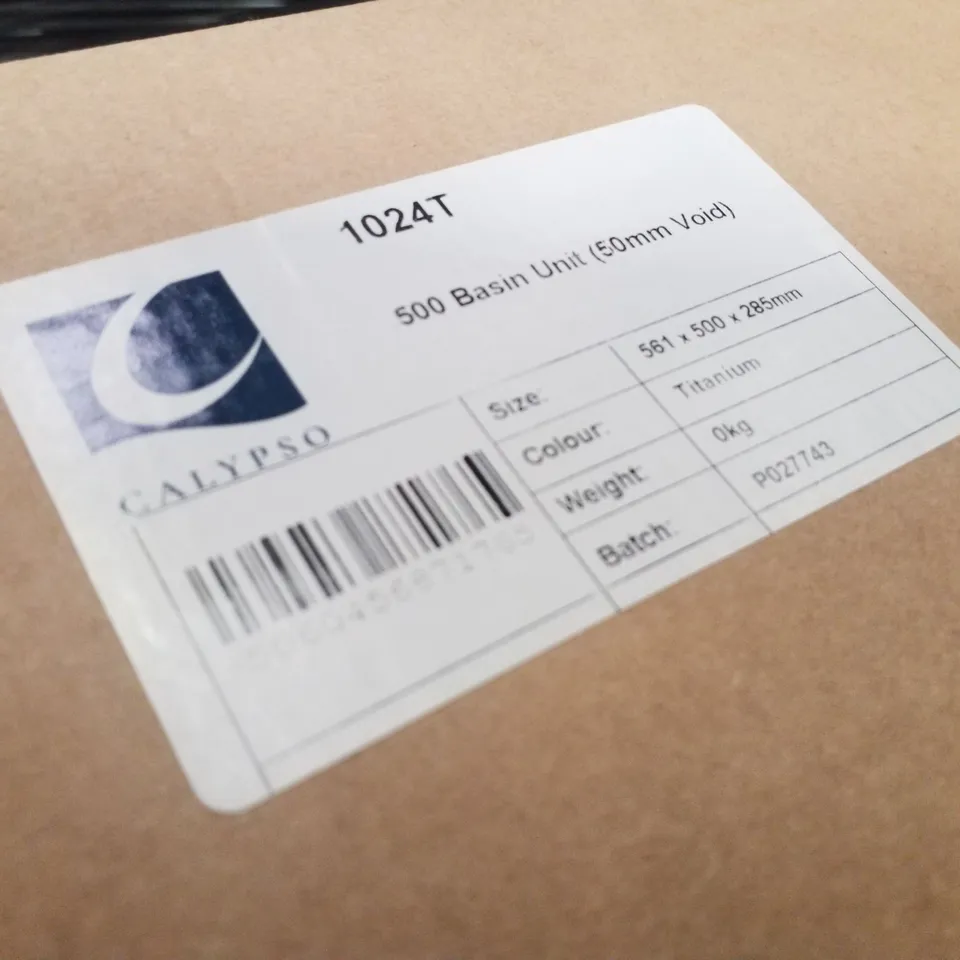 1024T
500 Basin Unit (50mm Void)
CALYPSO
Size: 561 x 500 x 285mm
Colour: Titanium
Weight: 0kg
Batch: P027743